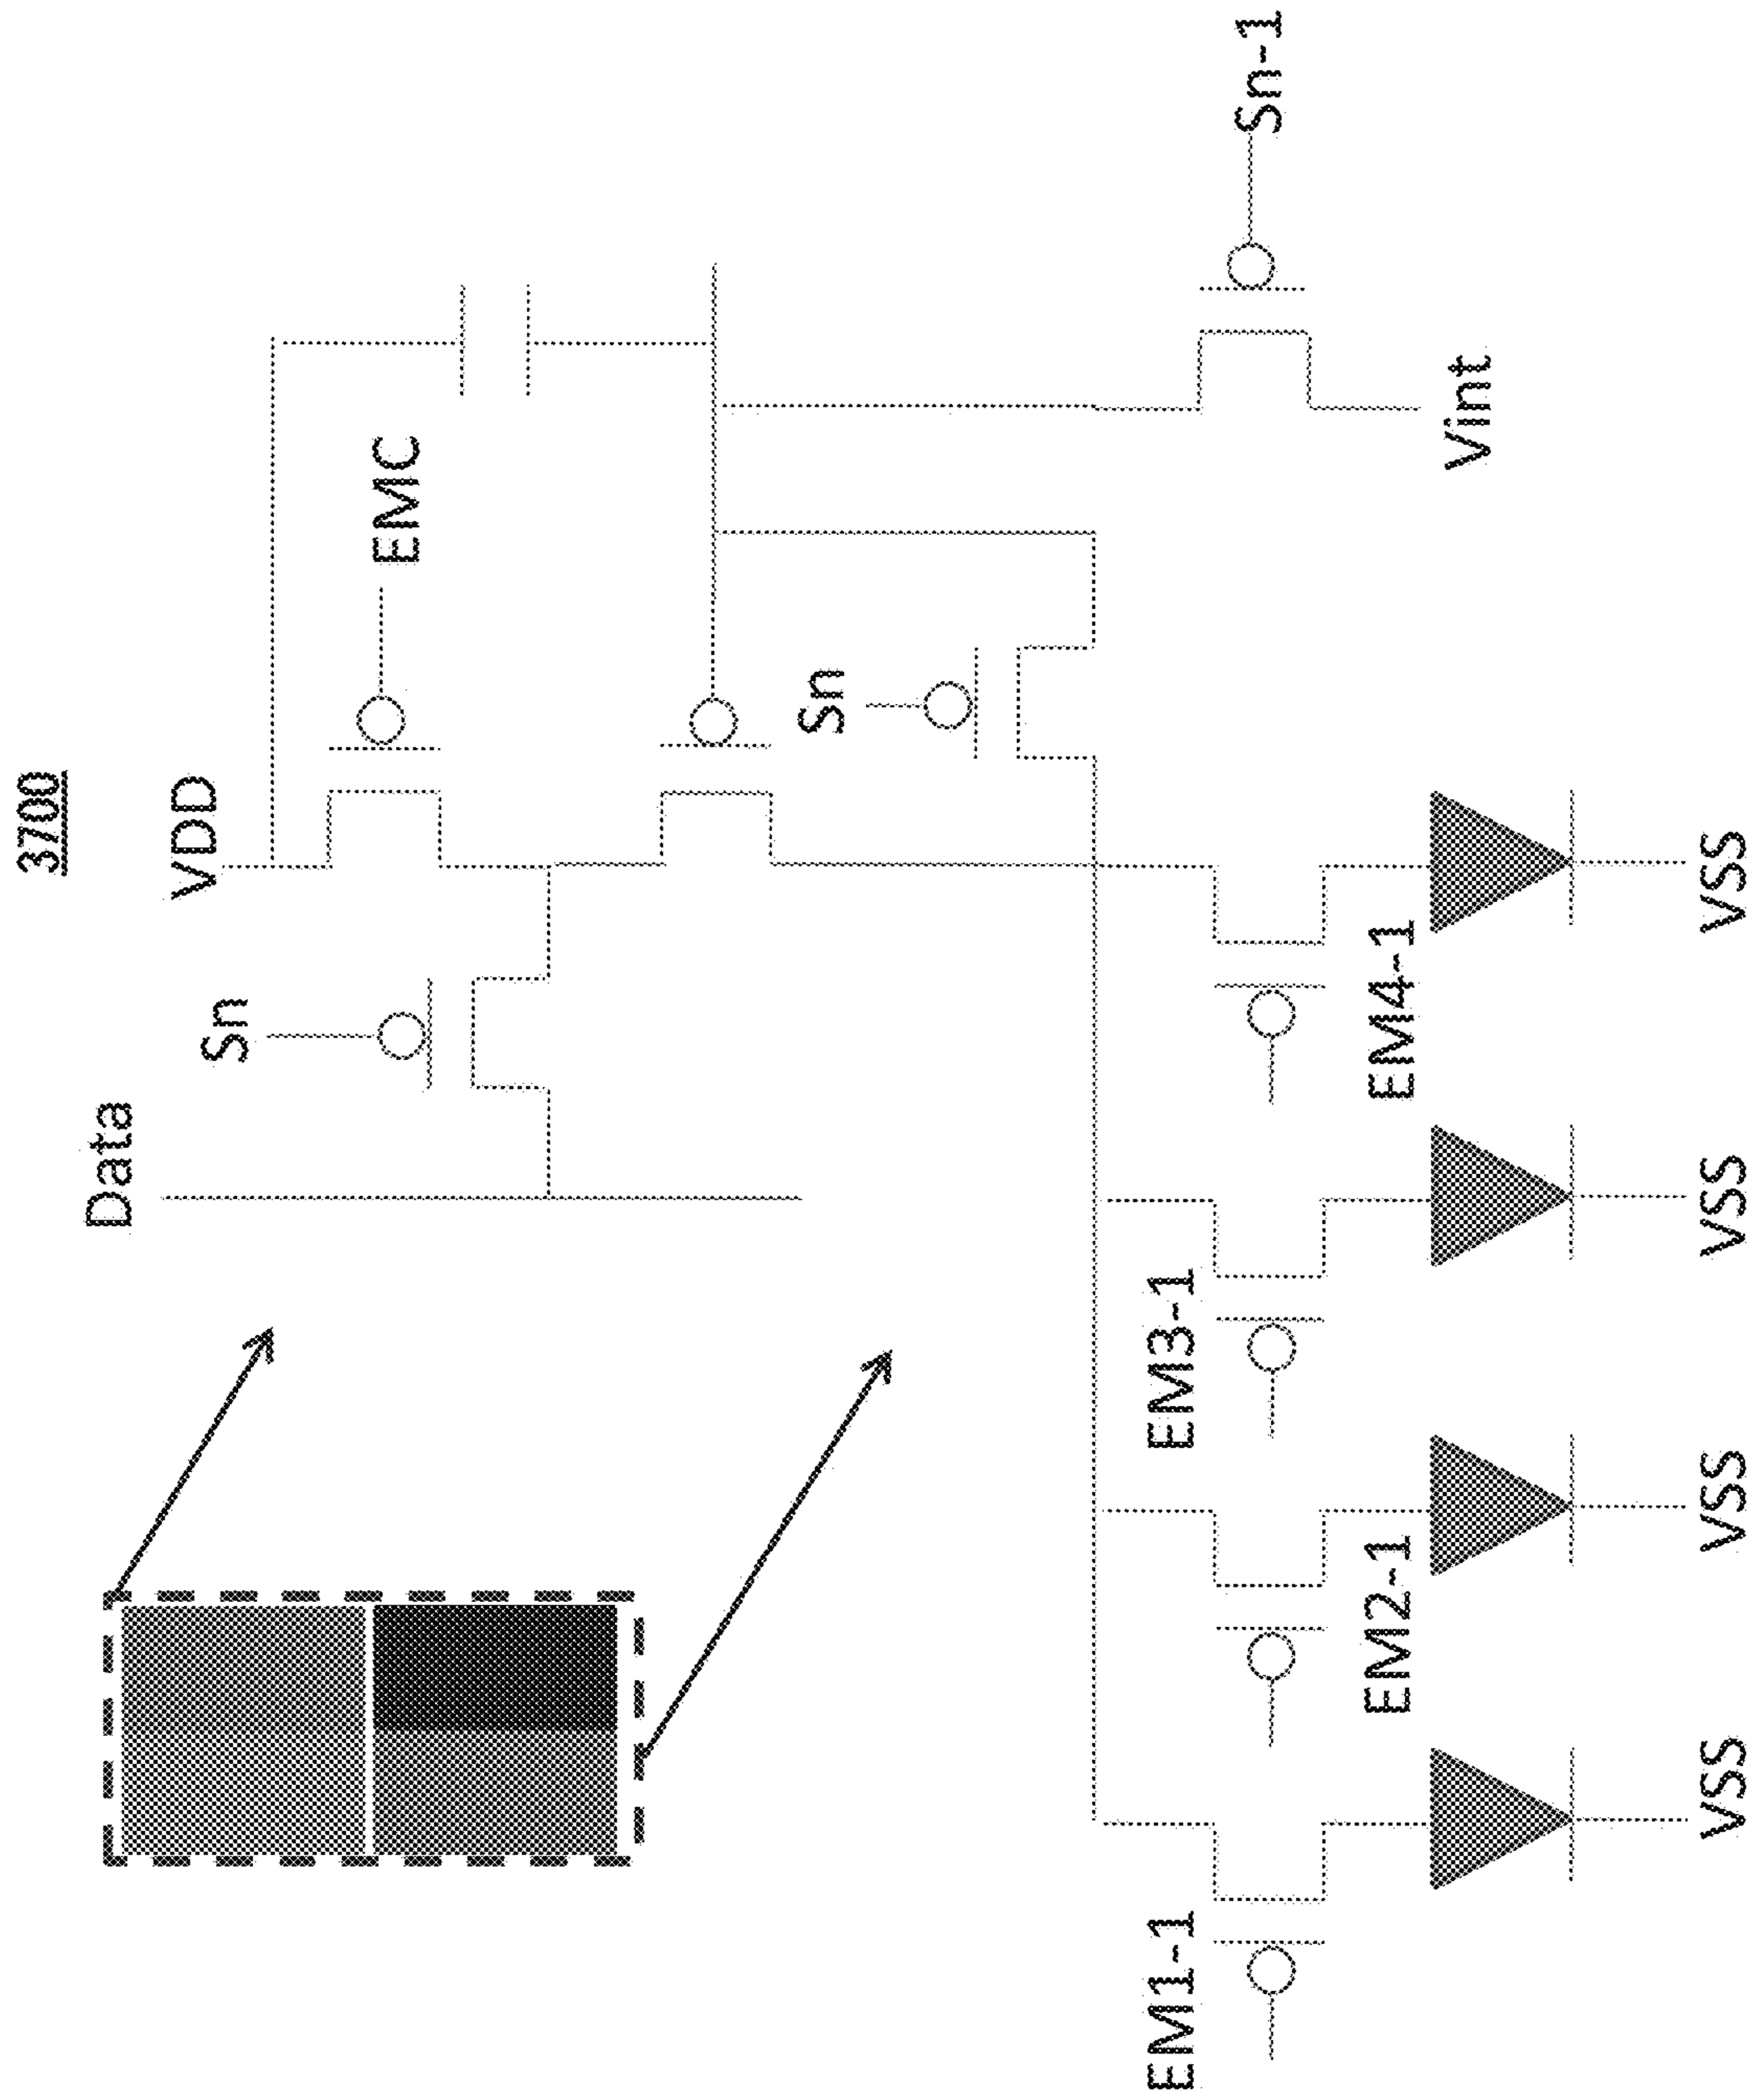 3700
VDD
Data
Sn
EMC
Sn
Sn-1
Vint
EM1-1
EM2-1
EM3-1
EM4-1
VSS
VSS
VSS
VSS